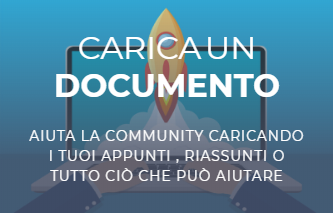 CARICA UN
DOCUMENTO
AIUTA LA COMMUNITY CARICANDO
I TUOI APPUNTI , RIASSUNTI O
TUTTO CIÒ CHE PUÒ AIUTARE